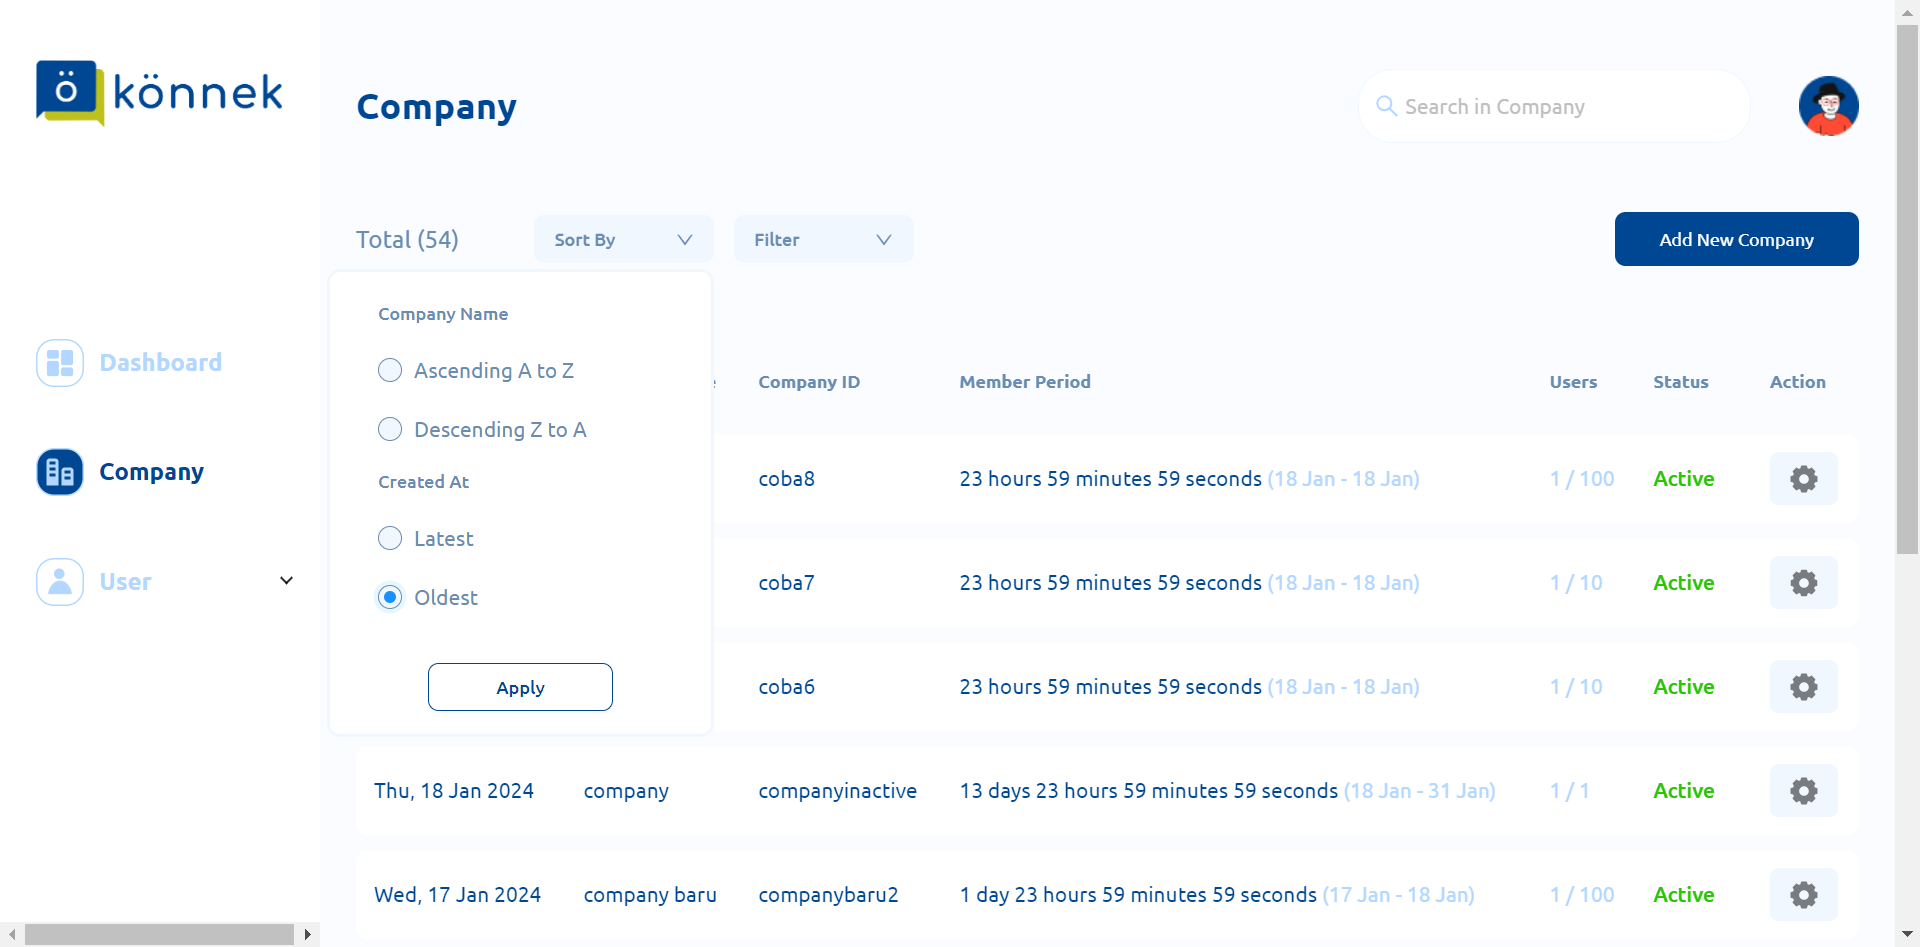 ö könnek
Company
Search in Company
Total (54)
Sort By
Filter
Add New Company
Dashboard
Company
User
Company Name
Ascending A to Z
Descending Z to A
Created At
Latest
Oldest
Apply
Company ID Member Period Users Status Action
coba8 23 hours 59 minutes 59 seconds (18 Jan - 18 Jan) 1 / 100 Active
coba7 23 hours 59 minutes 59 seconds (18 Jan - 18 Jan) 1 / 10 Active
coba6 23 hours 59 minutes 59 seconds (18 Jan - 18 Jan) 1 / 10 Active
Thu, 18 Jan 2024 company companyinactive 13 days 23 hours 59 minutes 59 seconds (18 Jan - 31 Jan) 1 / 1 Active
Wed, 17 Jan 2024 company baru companybaru2 1 day 23 hours 59 minutes 59 seconds (17 Jan - 18 Jan) 1 / 100 Active